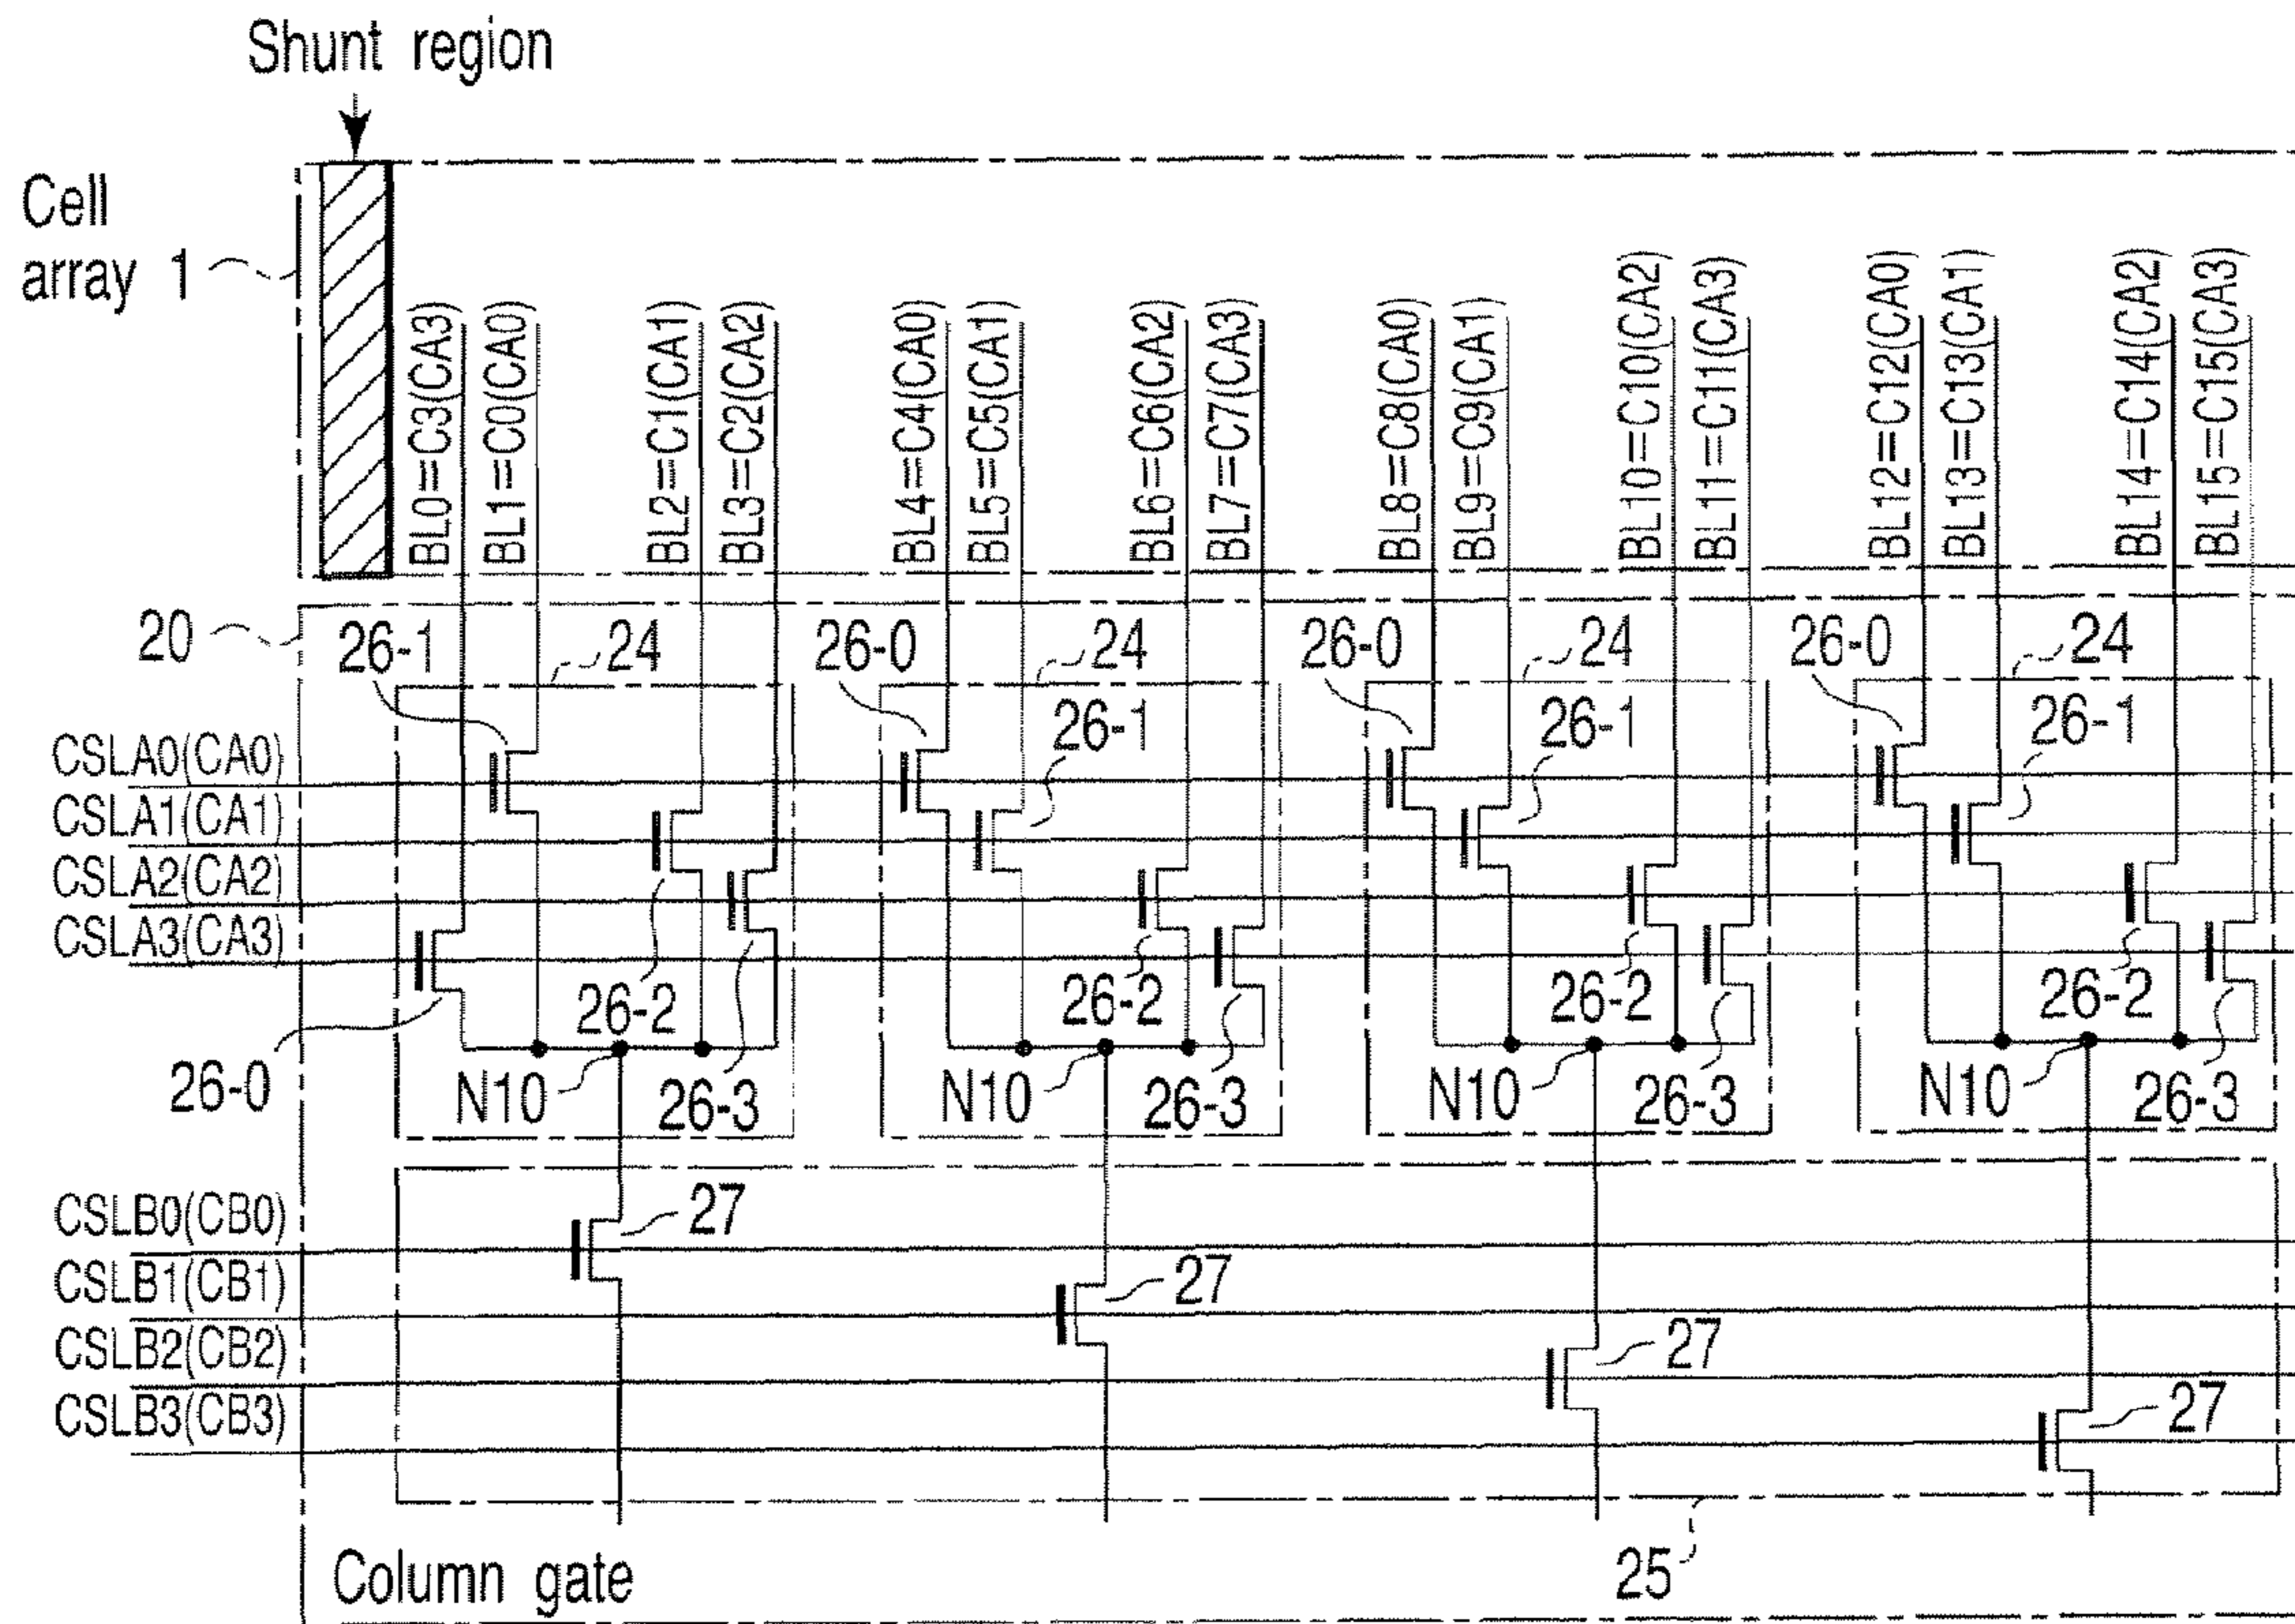 Shunt region
Cell
array 1
BL0=C3(CA3)
BL1=C0(CA0)
BL2=C1(CA1)
BL3=C2(CA2)
BL4=C4(CA0)
BL5=C5(CA1)
BL6=C6(CA2)
BL7=C7(CA3)
BL8=C8(CA0)
BL9=C9(CA1)
BL10=C10(CA2)
BL11=C11(CA3)
BL12=C12(CA0)
BL13=C13(CA1)
BL14=C14(CA2)
BL15=C15(CA3)
20
26-1
24
26-0
24
26-0
24
26-0
24
26-1
26-1
26-1
CSLA0(CA0)
CSLA1(CA1)
CSLA2(CA2)
CSLA3(CA3)
26-2
26-2
26-2
26-2
26-0
N10
26-3
N10
26-3
N10
26-3
N10
26-3
CSLB0(CB0)
27
CSLB1(CB1)
27
CSLB2(CB2)
27
CSLB3(CB3)
27
Column gate
25